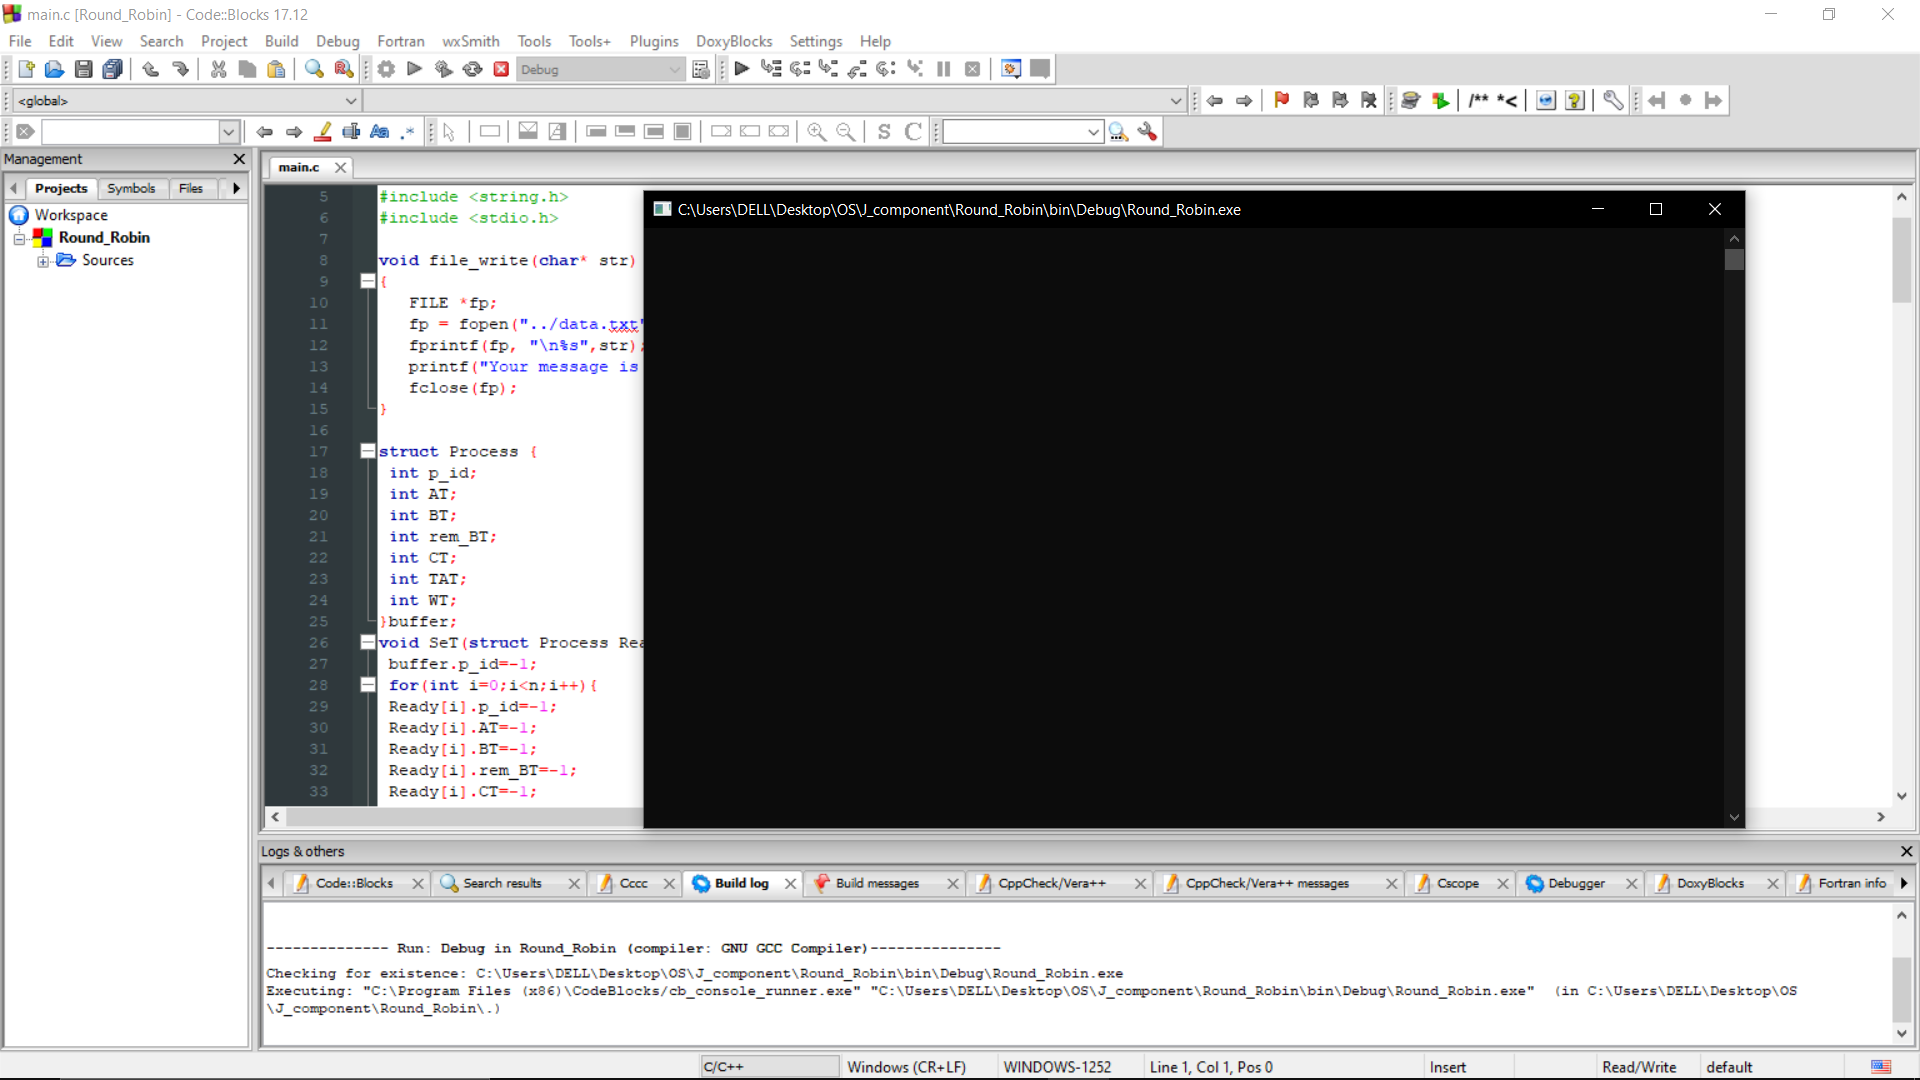 main.c [Round_Robin] - Code::Blocks 17.12
File Edit View Search Project Build Debug Fortran wxSmith Tools Tools+ Plugins DoxyBlocks Settings Help
Debug
<global>
/** *<
Aa .*
S C
Management
main.c
Projects Symbols Files
Workspace
Round_Robin
Sources
5 #include <string.h>
6 #include <stdio.h>
7
8 void file_write(char* str)
9 {
10 FILE *fp;
11 fp = fopen("../data.txt"
12 fprintf(fp, "\n%s",str);
13 printf("Your message is
14 fclose(fp);
15 }
16
17 struct Process {
18 int p_id;
19 int AT;
20 int BT;
21 int rem_BT;
22 int CT;
23 int TAT;
24 int WT;
25 }buffer;
26 void SeT(struct Process Rea
27 buffer.p_id=-1;
28 for(int i=0;i<n;i++){
29 Ready[i].p_id=-1;
30 Ready[i].AT=-1;
31 Ready[i].BT=-1;
32 Ready[i].rem_BT=-1;
33 Ready[i].CT=-1;
C:\Users\DELL\Desktop\OS\J_component\Round_Robin\bin\Debug\Round_Robin.exe
Logs & others
Code::Blocks Search results Cccc Build log Build messages CppCheck/Vera++ CppCheck/Vera++ messages Cscope Debugger DoxyBlocks Fortran info
-------------- Run: Debug in Round_Robin (compiler: GNU GCC Compiler)---------------
Checking for existence: C:\Users\DELL\Desktop\OS\J_component\Round_Robin\bin\Debug\Round_Robin.exe
Executing: "C:\Program Files (x86)\CodeBlocks/cb_console_runner.exe" "C:\Users\DELL\Desktop\OS\J_component\Round_Robin\bin\Debug\Round_Robin.exe" (in C:\Users\DELL\Desktop\OS
\J_component\Round_Robin\.)
C/C++ Windows (CR+LF) WINDOWS-1252 Line 1, Col 1, Pos 0 Insert Read/Write default